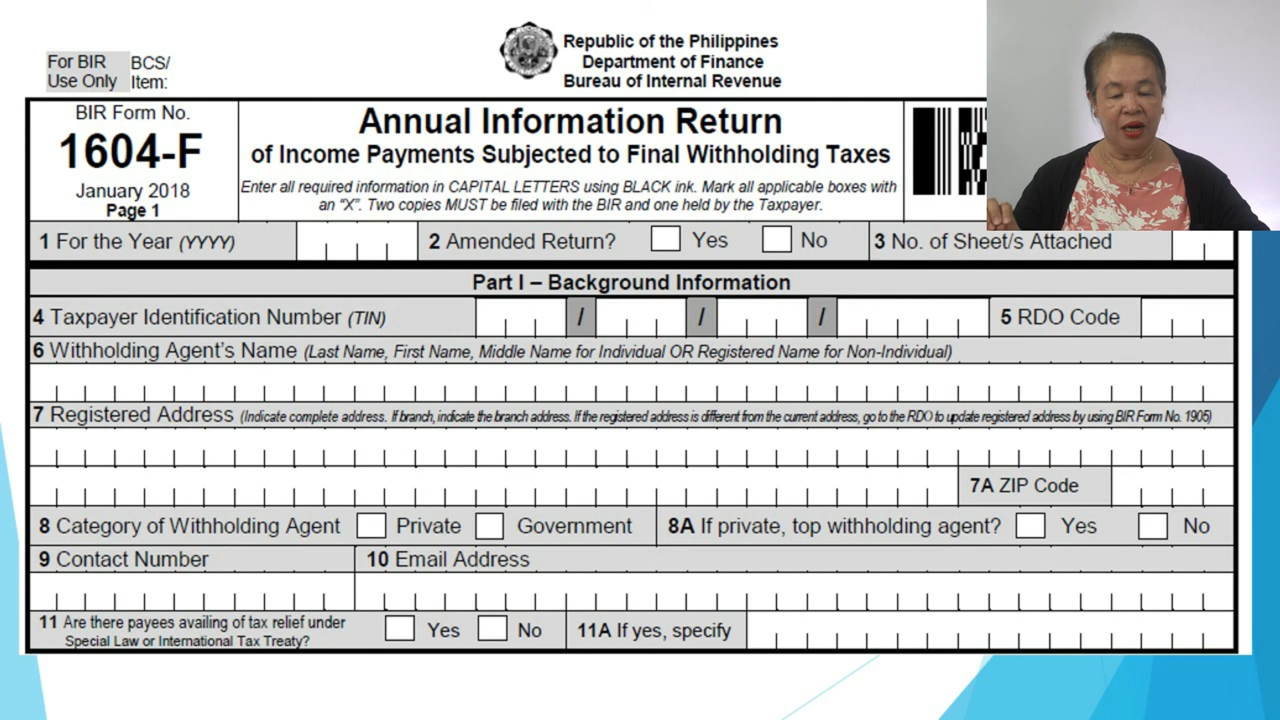 For BIR
Use Only
BCS/
Item:
Republic of the Philippines
Department of Finance
Bureau of Internal Revenue
BIR Form No.
1604-F
January 2018
Page 1
Annual Information Return
of Income Payments Subjected to Final Withholding Taxes
Enter all required information in CAPITAL LETTERS using BLACK ink. Mark all applicable boxes with
an "X". Two copies MUST be filed with the BIR and one held by the Taxpayer.
1 For the Year (YYYY)
2 Amended Return? Yes No
3 No. of Sheet/s Attached
Part I – Background Information
4 Taxpayer Identification Number (TIN) / / /
5 RDO Code
6 Withholding Agent's Name (Last Name, First Name, Middle Name for Individual OR Registered Name for Non-Individual)
7 Registered Address (Indicate complete address. If branch, indicate the branch address. If the registered address is different from the current address, go to the RDO to update registered address by using BIR Form No. 1905)
7A ZIP Code
8 Category of Withholding Agent Private Government
8A If private, top withholding agent? Yes No
9 Contact Number
10 Email Address
11 Are there payees availing of tax relief under
Special Law or International Tax Treaty?
Yes No
11A If yes, specify